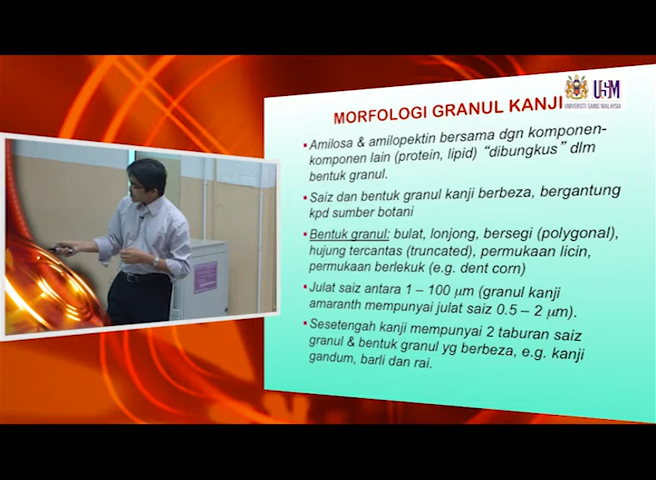 USM
UNIVERSITI SAINS MALAYSIA
MORFOLOGI GRANUL KANJI
Amilosa & amilopektin bersama dgn komponen-
komponen lain (protein, lipid) “dibungkus” dlm
bentuk granul.
Saiz dan bentuk granul kanji berbeza, bergantung
kpd sumber botani
Bentuk granul: bulat, lonjong, bersegi (polygonal),
hujung tercantas (truncated), permukaan licin,
permukaan berlekuk (e.g. dent corn)
Julat saiz antara 1 – 100 μm (granul kanji
amaranth mempunyai julat saiz 0.5 – 2 μm).
Sesetengah kanji mempunyai 2 taburan saiz
granul & bentuk granul yg berbeza, e.g. kanji
gandum, barli dan rai.